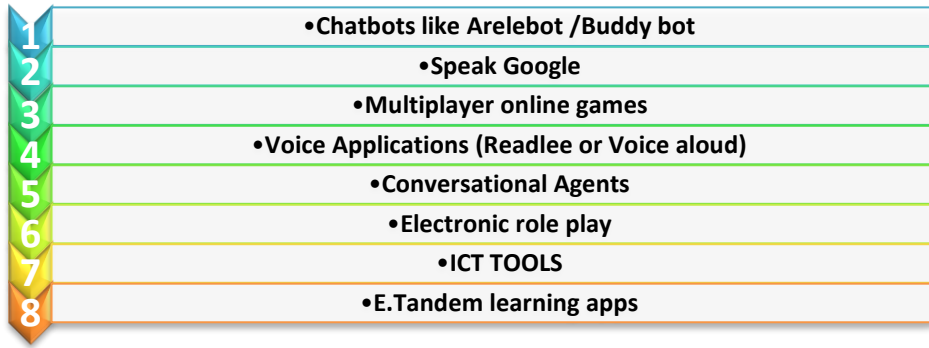 1 •Chatbots like Arelebot /Buddy bot
2 •Speak Google
3 •Multiplayer online games
4 •Voice Applications (Readlee or Voice aloud)
5 •Conversational Agents
6 •Electronic role play
7 •ICT TOOLS
8 •E.Tandem learning apps